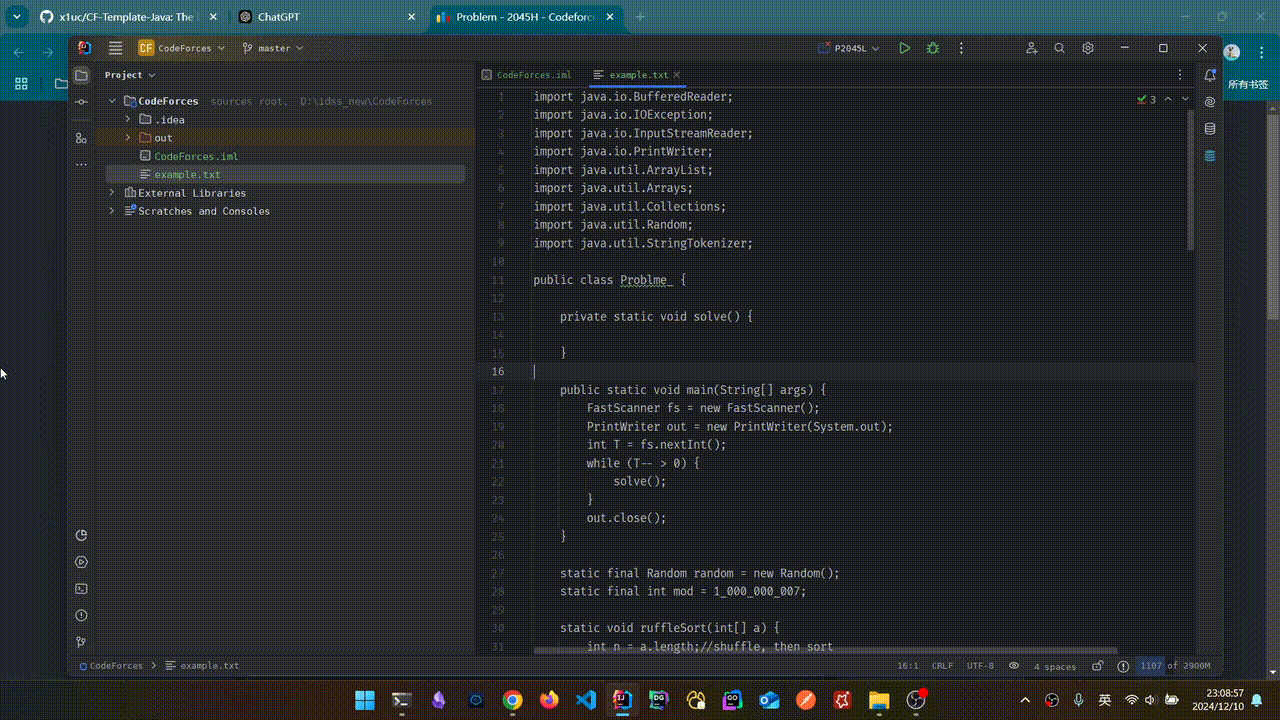 x1uc/CF-Template-Java: The
ChatGPT
Problem - 2045H - Codeforc
CF CodeForces
master
P2045L
所有书签
Project
CodeForces.iml
example.txt
CodeForces sources root, D:\idss_new\CodeForces
.idea
out
CodeForces.iml
example.txt
External Libraries
Scratches and Consoles
3
1 import java.io.BufferedReader;
2 import java.io.IOException;
3 import java.io.InputStreamReader;
4 import java.io.PrintWriter;
5 import java.util.ArrayList;
6 import java.util.Arrays;
7 import java.util.Collections;
8 import java.util.Random;
9 import java.util.StringTokenizer;
10
11 public class Problme_ {
12
13 private static void solve() {
14
15 }
16
17 public static void main(String[] args) {
18 FastScanner fs = new FastScanner();
19 PrintWriter out = new PrintWriter(System.out);
20 int T = fs.nextInt();
21 while (T-- > 0) {
22 solve();
23 }
24 out.close();
25 }
26
27 static final Random random = new Random();
28 static final int mod = 1_000_000_007;
29
30 static void ruffleSort(int[] a) {
31 int n = a.length;//shuffle, then sort
CodeForces > example.txt
16:1 CRLF UTF-8 4 spaces 1107 of 2900M
英
23:08:57
2024/12/10